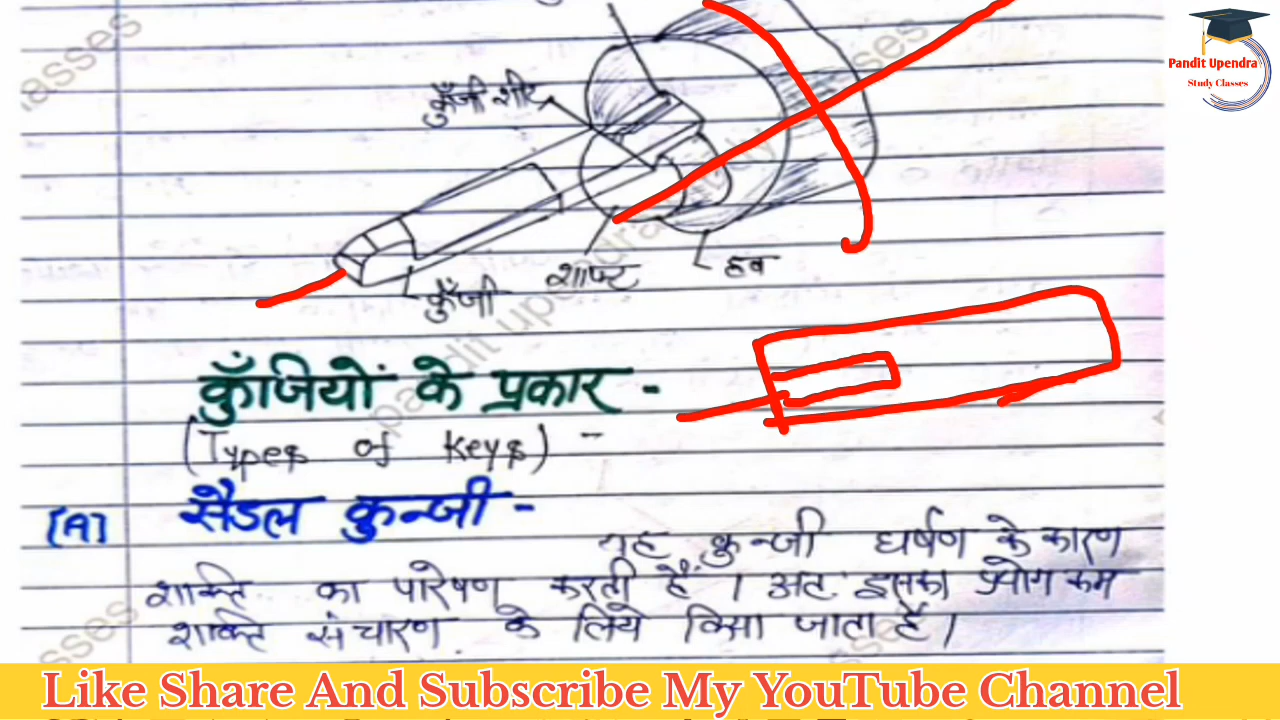 Pandit Upendra
Study Classes
कुँजी शीर
शाफ्ट
हब
कुँजी
कुँजियों के प्रकार -
(Types of Keys) -
[A] सैडल कुन्जी -
यह कुन्जी घर्षण के कारण
शक्ति का पारेषण करती है । अतः इसका प्रयोग कम
शक्ति संचारण के लिये किया जाता है ।
Like Share And Subscribe My YouTube Channel